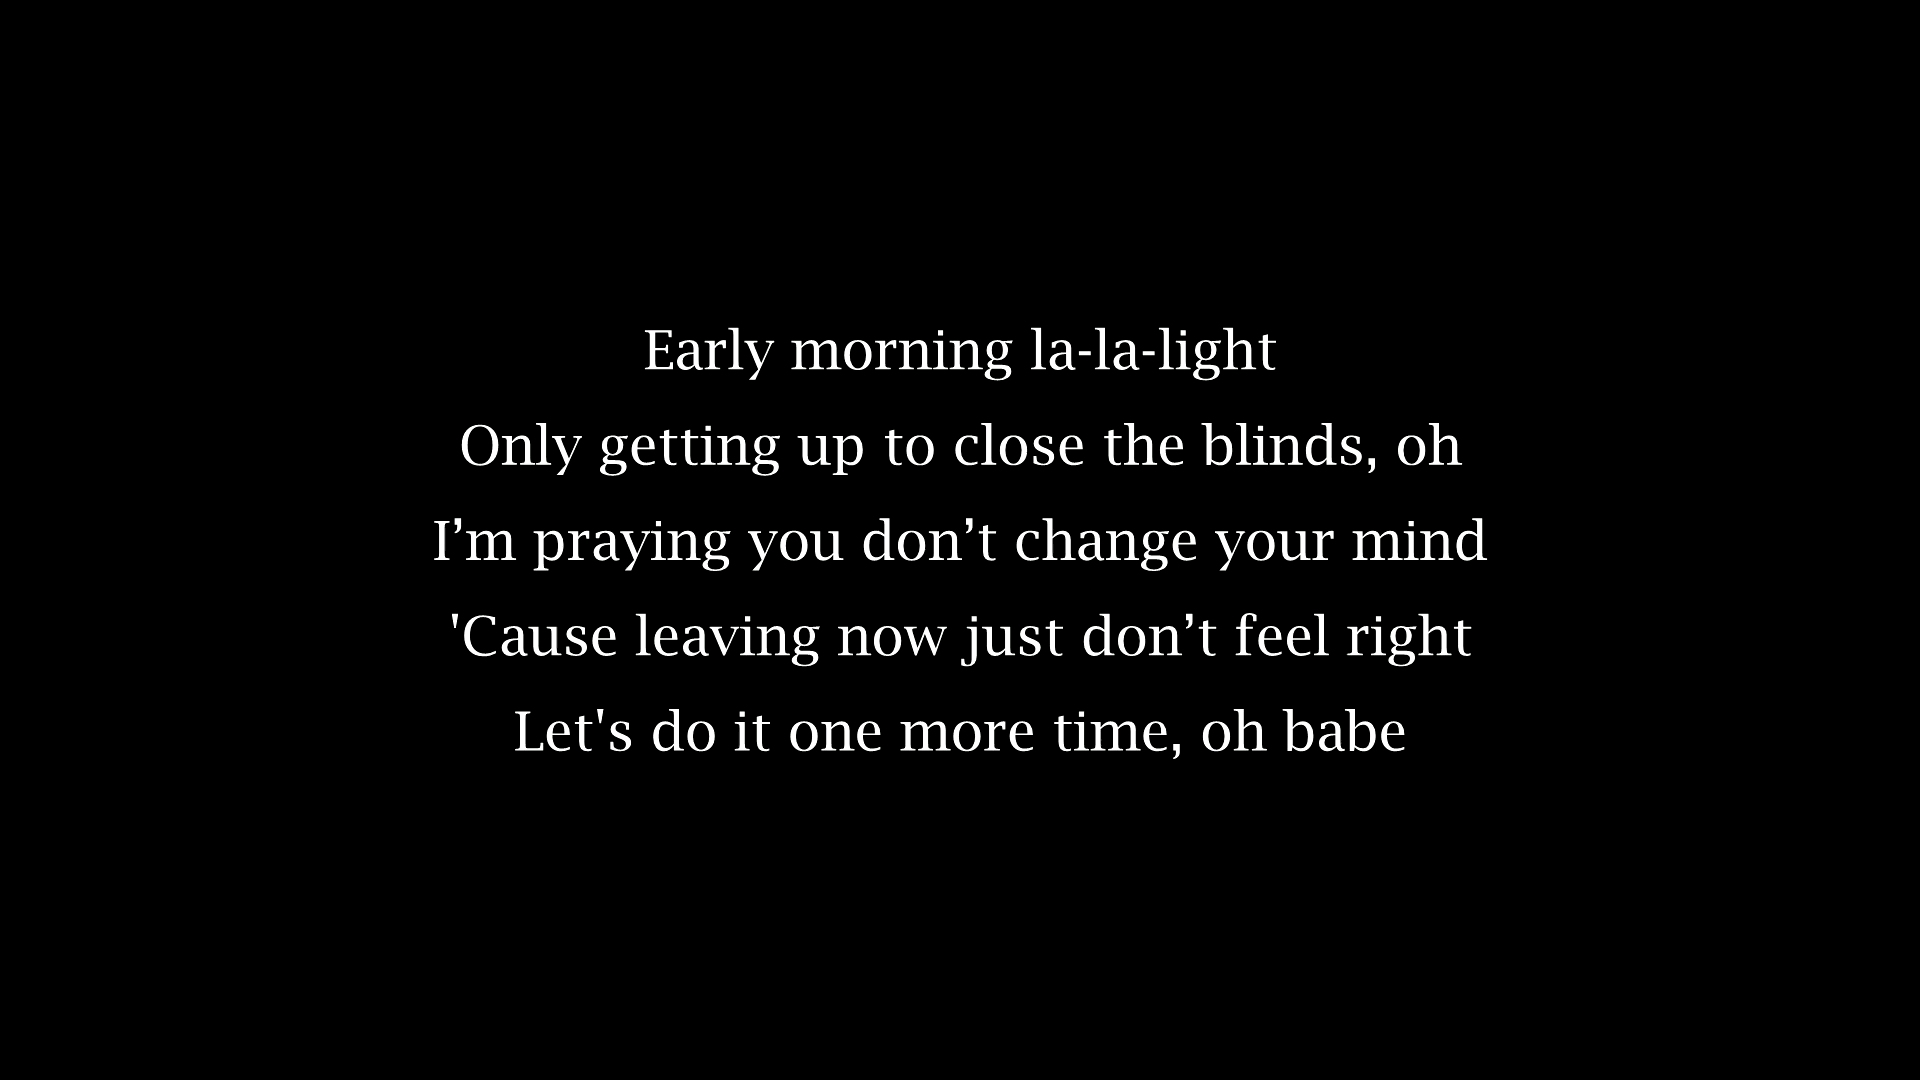 Early morning la-la-light
Only getting up to close the blinds, oh
I’m praying you don’t change your mind
'Cause leaving now just don’t feel right
Let's do it one more time, oh babe